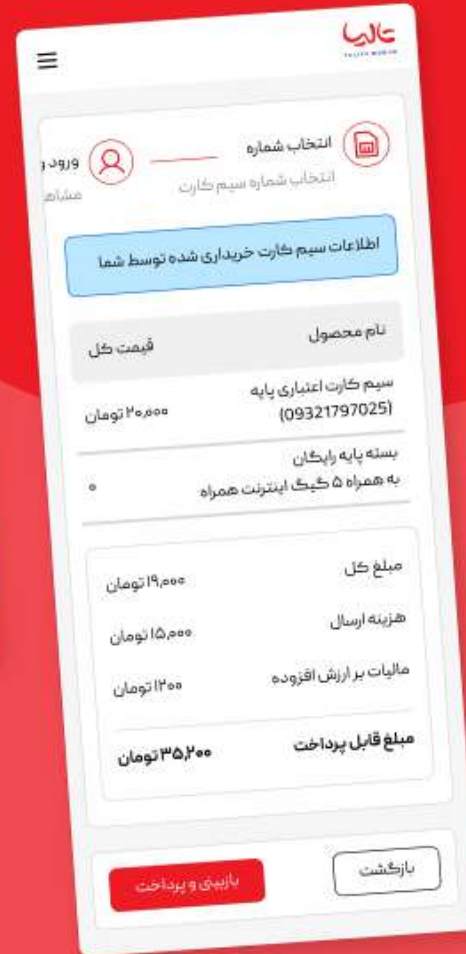 تالیا
انتخاب شماره
انتخاب شماره سیم کارت
ورود و
مشاه
اطلاعات سیم کارت خریداری شده توسط شما
نام محصول
قیمت کل
سیم کارت اعتباری پایه
(09321797025)
۲۰,۰۰۰ تومان
بسته پایه رایگان
به همراه ۵ گیگ اینترنت همراه
۰
مبلغ کل
۱۹,۰۰۰ تومان
هزینه ارسال
۱۵,۰۰۰ تومان
مالیات بر ارزش افزوده
۱۲۰۰ تومان
مبلغ قابل پرداخت
۳۵,۲۰۰ تومان
بازگشت
بازبینی و پرداخت